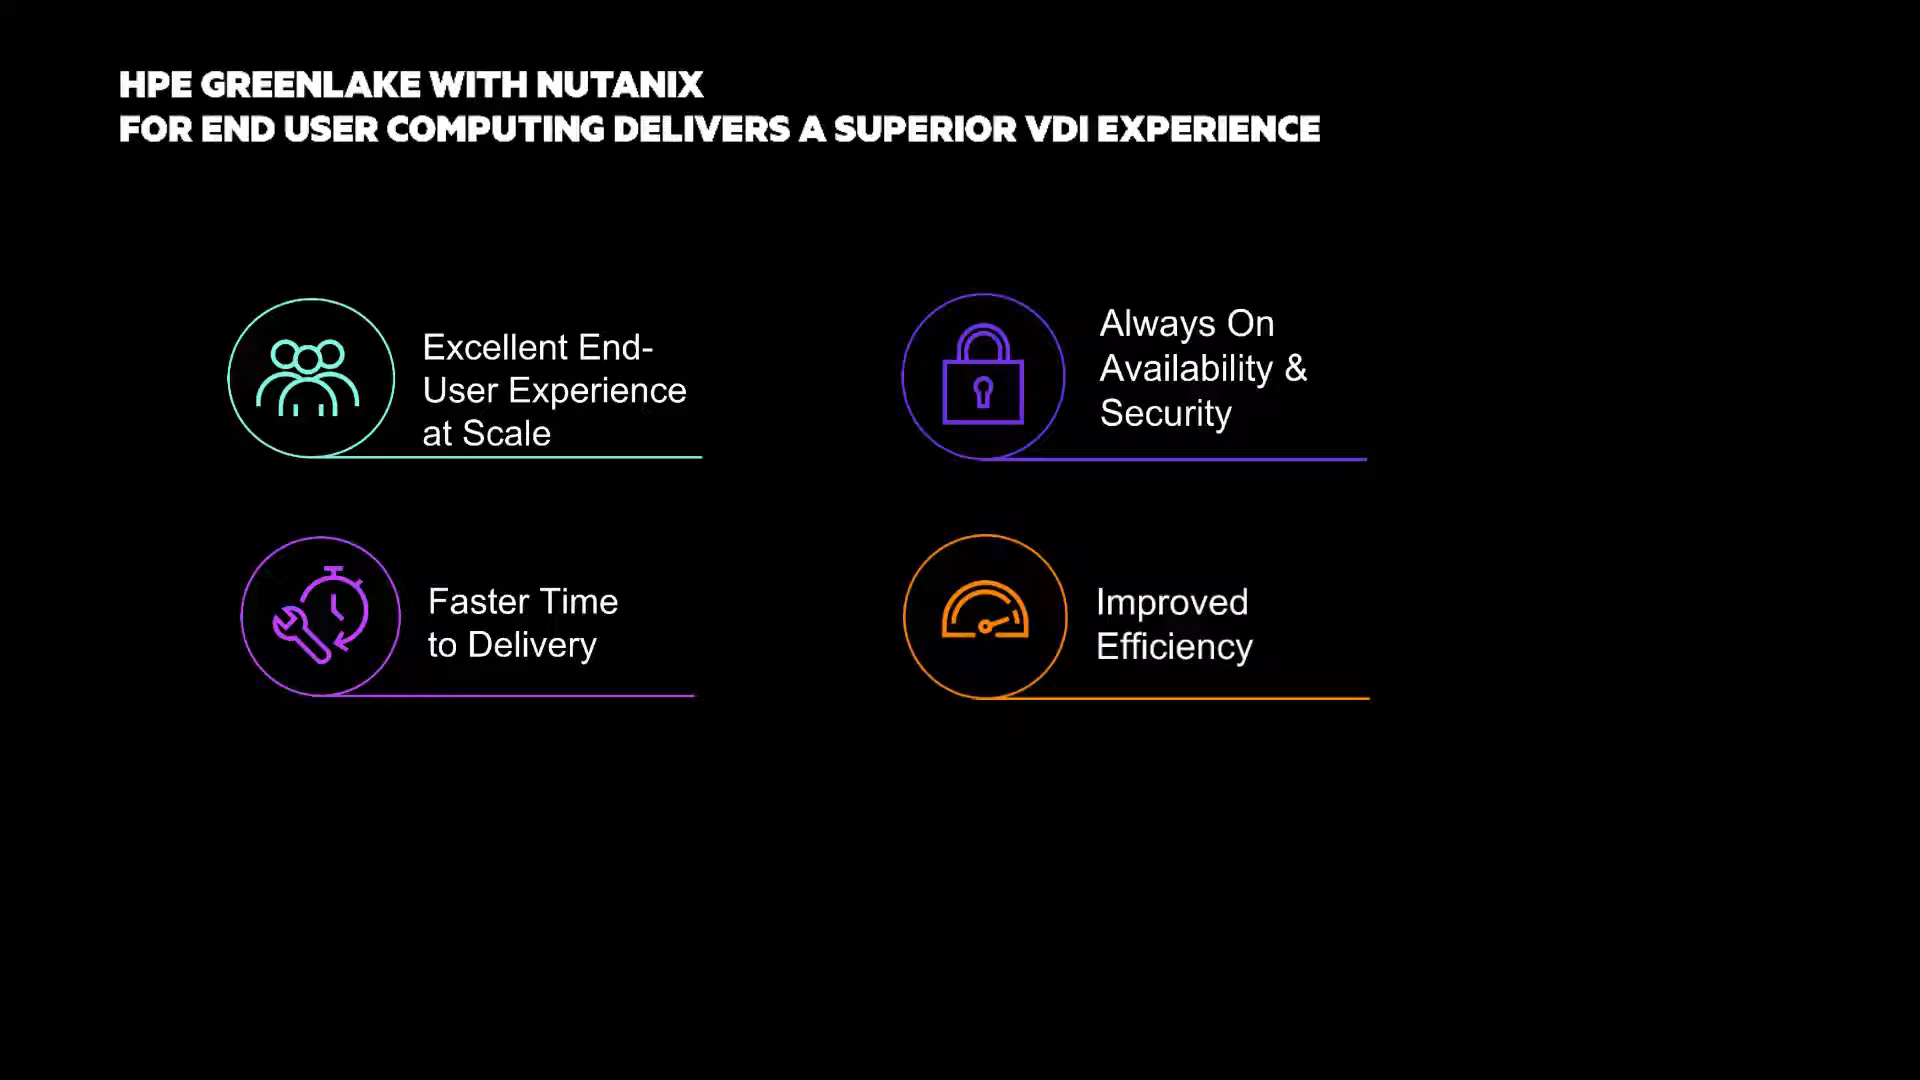 HPE GREENLAKE WITH NUTANIX
FOR END USER COMPUTING DELIVERS A SUPERIOR VDI EXPERIENCE
Excellent End-
User Experience
at Scale
Always On
Availability &
Security
Faster Time
to Delivery
Improved
Efficiency